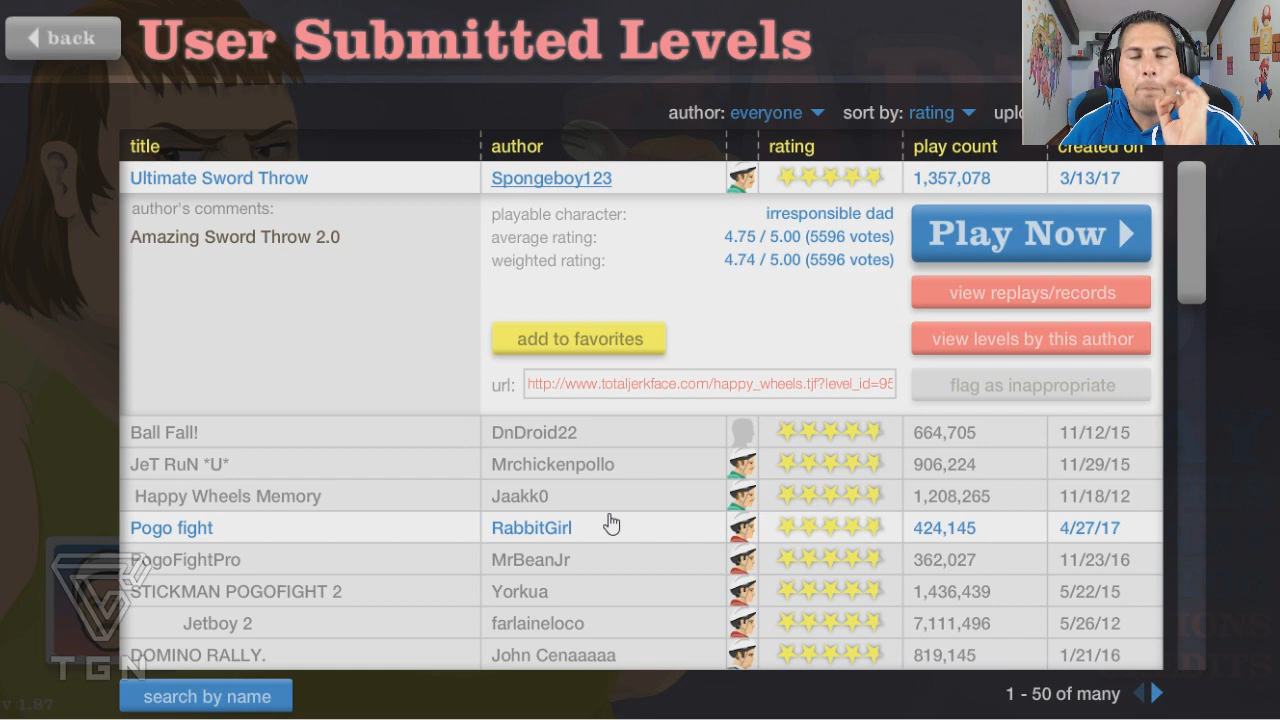 back
User Submitted Levels
author: everyone sort by: rating
title author rating play count created on
Ultimate Sword Throw Spongeboy123 1,357,078 3/13/17
author's comments:
Amazing Sword Throw 2.0
playable character: irresponsible dad
average rating: 4.75 / 5.00 (5596 votes)
weighted rating: 4.74 / 5.00 (5596 votes)
Play Now
view replays/records
add to favorites
view levels by this author
url: http://www.totaljerkface.com/happy_wheels.tjf?level_id=95
flag as inappropriate
Ball Fall! DnDroid22 664,705 11/12/15
JeT RuN *U* Mrchickenpollo 906,224 11/29/15
Happy Wheels Memory Jaakk0 1,208,265 11/18/12
Pogo fight RabbitGirl 424,145 4/27/17
PogoFightPro MrBeanJr 362,027 11/23/16
STICKMAN POGOFIGHT 2 Yorkua 1,436,439 5/22/15
Jetboy 2 farlaineloco 7,111,496 5/26/12
DOMINO RALLY. John Cenaaaaa 819,145 1/21/16
TGN
search by name
1 - 50 of many
v 1.87